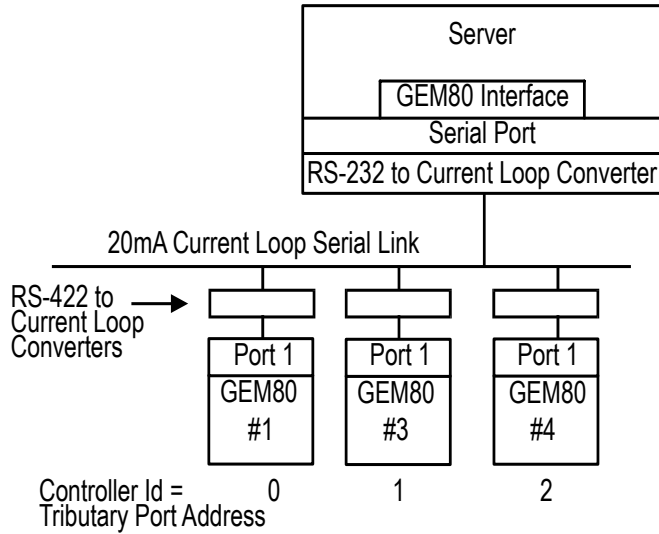 Server
GEM80 Interface
Serial Port
RS-232 to Current Loop Converter
20mA Current Loop Serial Link
RS-422 to
Current Loop
Converters
Port 1 Port 1 Port 1
GEM80 GEM80 GEM80
#1 #3 #4
Controller Id = 0 1 2
Tributary Port Address